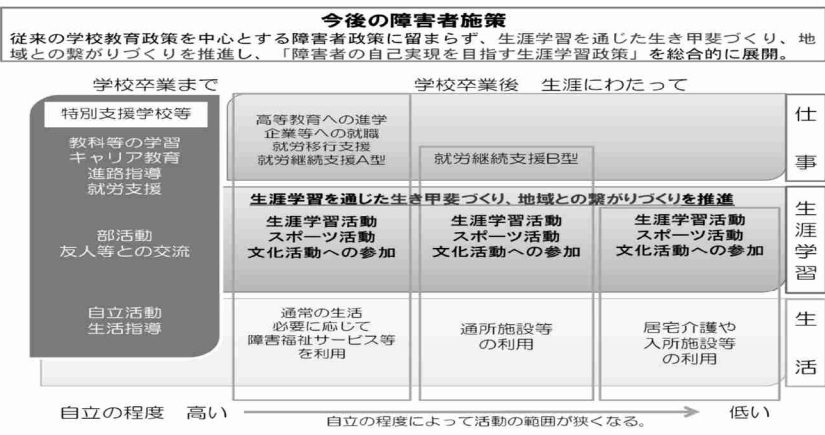 今後の障害者施策
従来の学校教育政策を中心とする障害者政策に留まらず、生涯学習を通じた生き甲斐づくり、地
域との繋がりづくりを推進し、「障害者の自己実現を目指す生涯学習政策」を総合的に展開。
学校卒業まで
学校卒業後 生涯にわたって
特別支援学校等
教科等の学習
キャリア教育
進路指導
就労支援
部活動
友人等との交流
自立活動
生活指導
高等教育への進学
企業等への就職
就労移行支援
就労継続支援A型
就労継続支援B型
仕事
生涯学習を通じた生き甲斐づくり、地域との繋がりづくりを推進
生涯学習活動
スポーツ活動
文化活動への参加
生涯学習活動
スポーツ活動
文化活動への参加
生涯学習活動
スポーツ活動
文化活動への参加
生涯学習
通常の生活
必要に応じて
障害福祉サービス等
を利用
通所施設等
の利用
居宅介護や
入所施設等
の利用
生活
自立の程度 高い
自立の程度によって活動の範囲が狭くなる。
低い